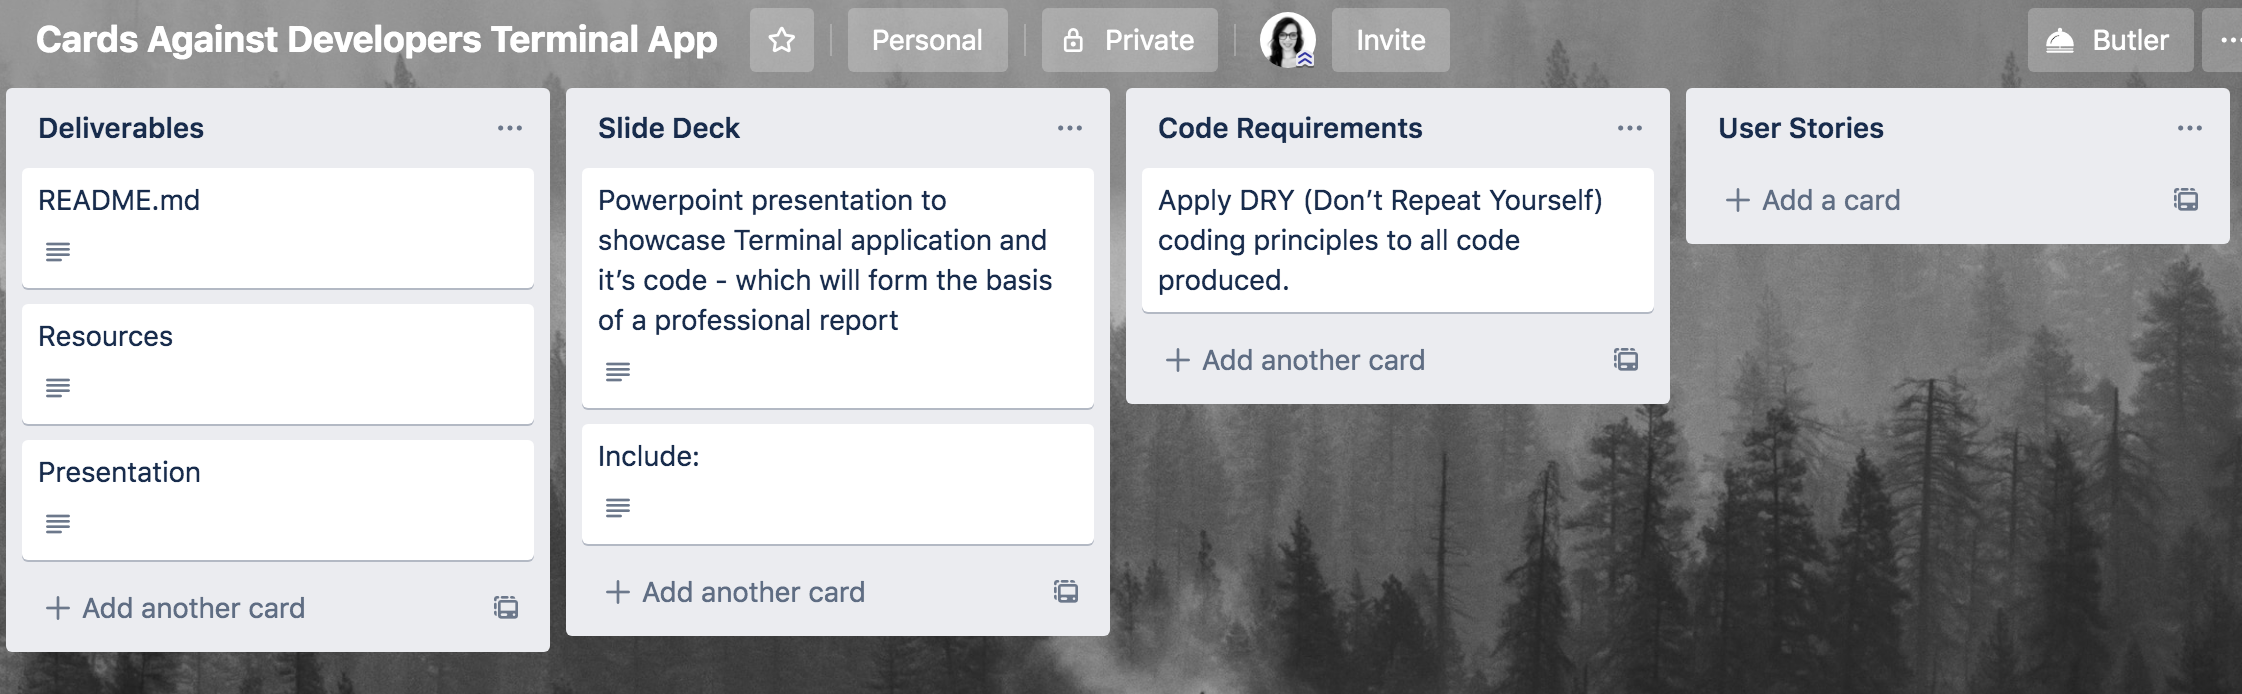 Cards Against Developers Terminal App
Personal
Private
Invite
Butler
Deliverables
README.md
Resources
Presentation
Add another card
Slide Deck
Powerpoint presentation to
showcase Terminal application and
it’s code - which will form the basis
of a professional report
Include:
Add another card
Code Requirements
Apply DRY (Don’t Repeat Yourself)
coding principles to all code
produced.
Add another card
User Stories
Add a card